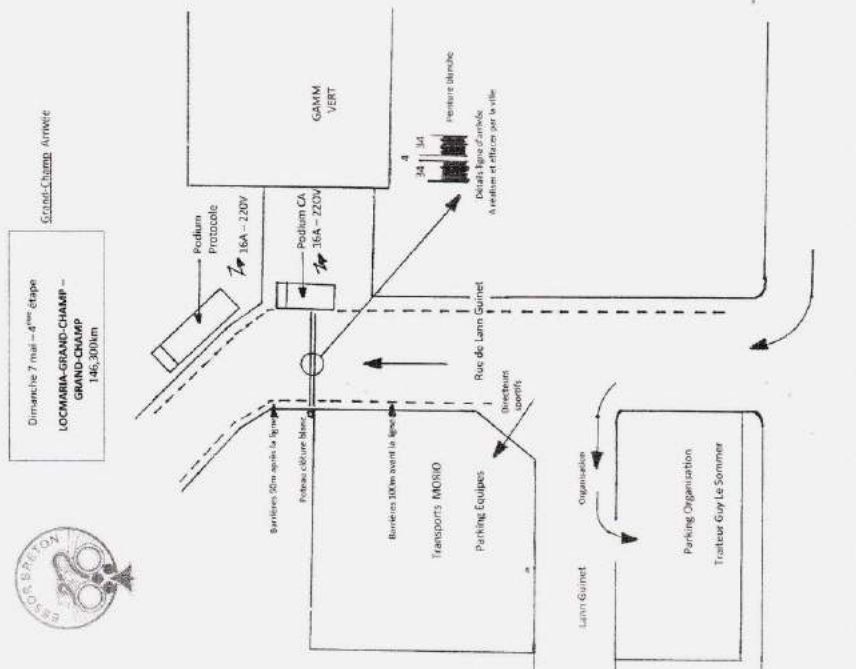 Dimanche 7 mai – 4ème étape
LOCMARIA-GRAND-CHAMP –
GRAND-CHAMP
146,300km
Grand-Champ Arrivée
Podium
Protocole
16A – 220V
GAMM
VERT
Podium CA
16A – 220V
34 4 34
Peinture blanche
Détails ligne d'arrivée
A réaliser et effacer par la ville
Barrières 50m après la ligne
Poteau clôture blanc
Barrières 100m avant la ligne
Rue de Lann Guinet
Transports MORIO
Parking Equipes
Directeurs
sportifs
Organisation
Lann Guinet
Parking Organisation
Traiteur Guy Le Sommer